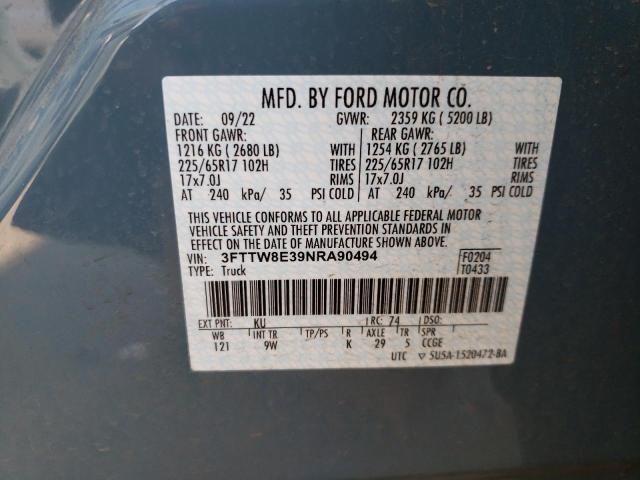 MFD. BY FORD MOTOR CO.
DATE: 09/22 GVWR: 2359 KG ( 5200 LB)
FRONT GAWR: REAR GAWR:
1216 KG ( 2680 LB) WITH 1254 KG ( 2765 LB) WITH
225/65R17 102H TIRES 225/65R17 102H TIRES
17x7.0J RIMS 17x7.0J RIMS
AT 240 kPa/ 35 PSI COLD AT 240 kPa/ 35 PSI COLD
THIS VEHICLE CONFORMS TO ALL APPLICABLE FEDERAL MOTOR
VEHICLE SAFETY AND THEFT PREVENTION STANDARDS IN
EFFECT ON THE DATE OF MANUFACTURE SHOWN ABOVE.
VIN: 3FTTW8E39NRA90494 F0204
TYPE: Truck T0433
EXT PNT: KU RC: 74 DSO:
WB INT TR TP/PS R AXLE TR SPR
121 9W K 29 5 CCGE
UTC ▽ 5U5A-1520472-BA